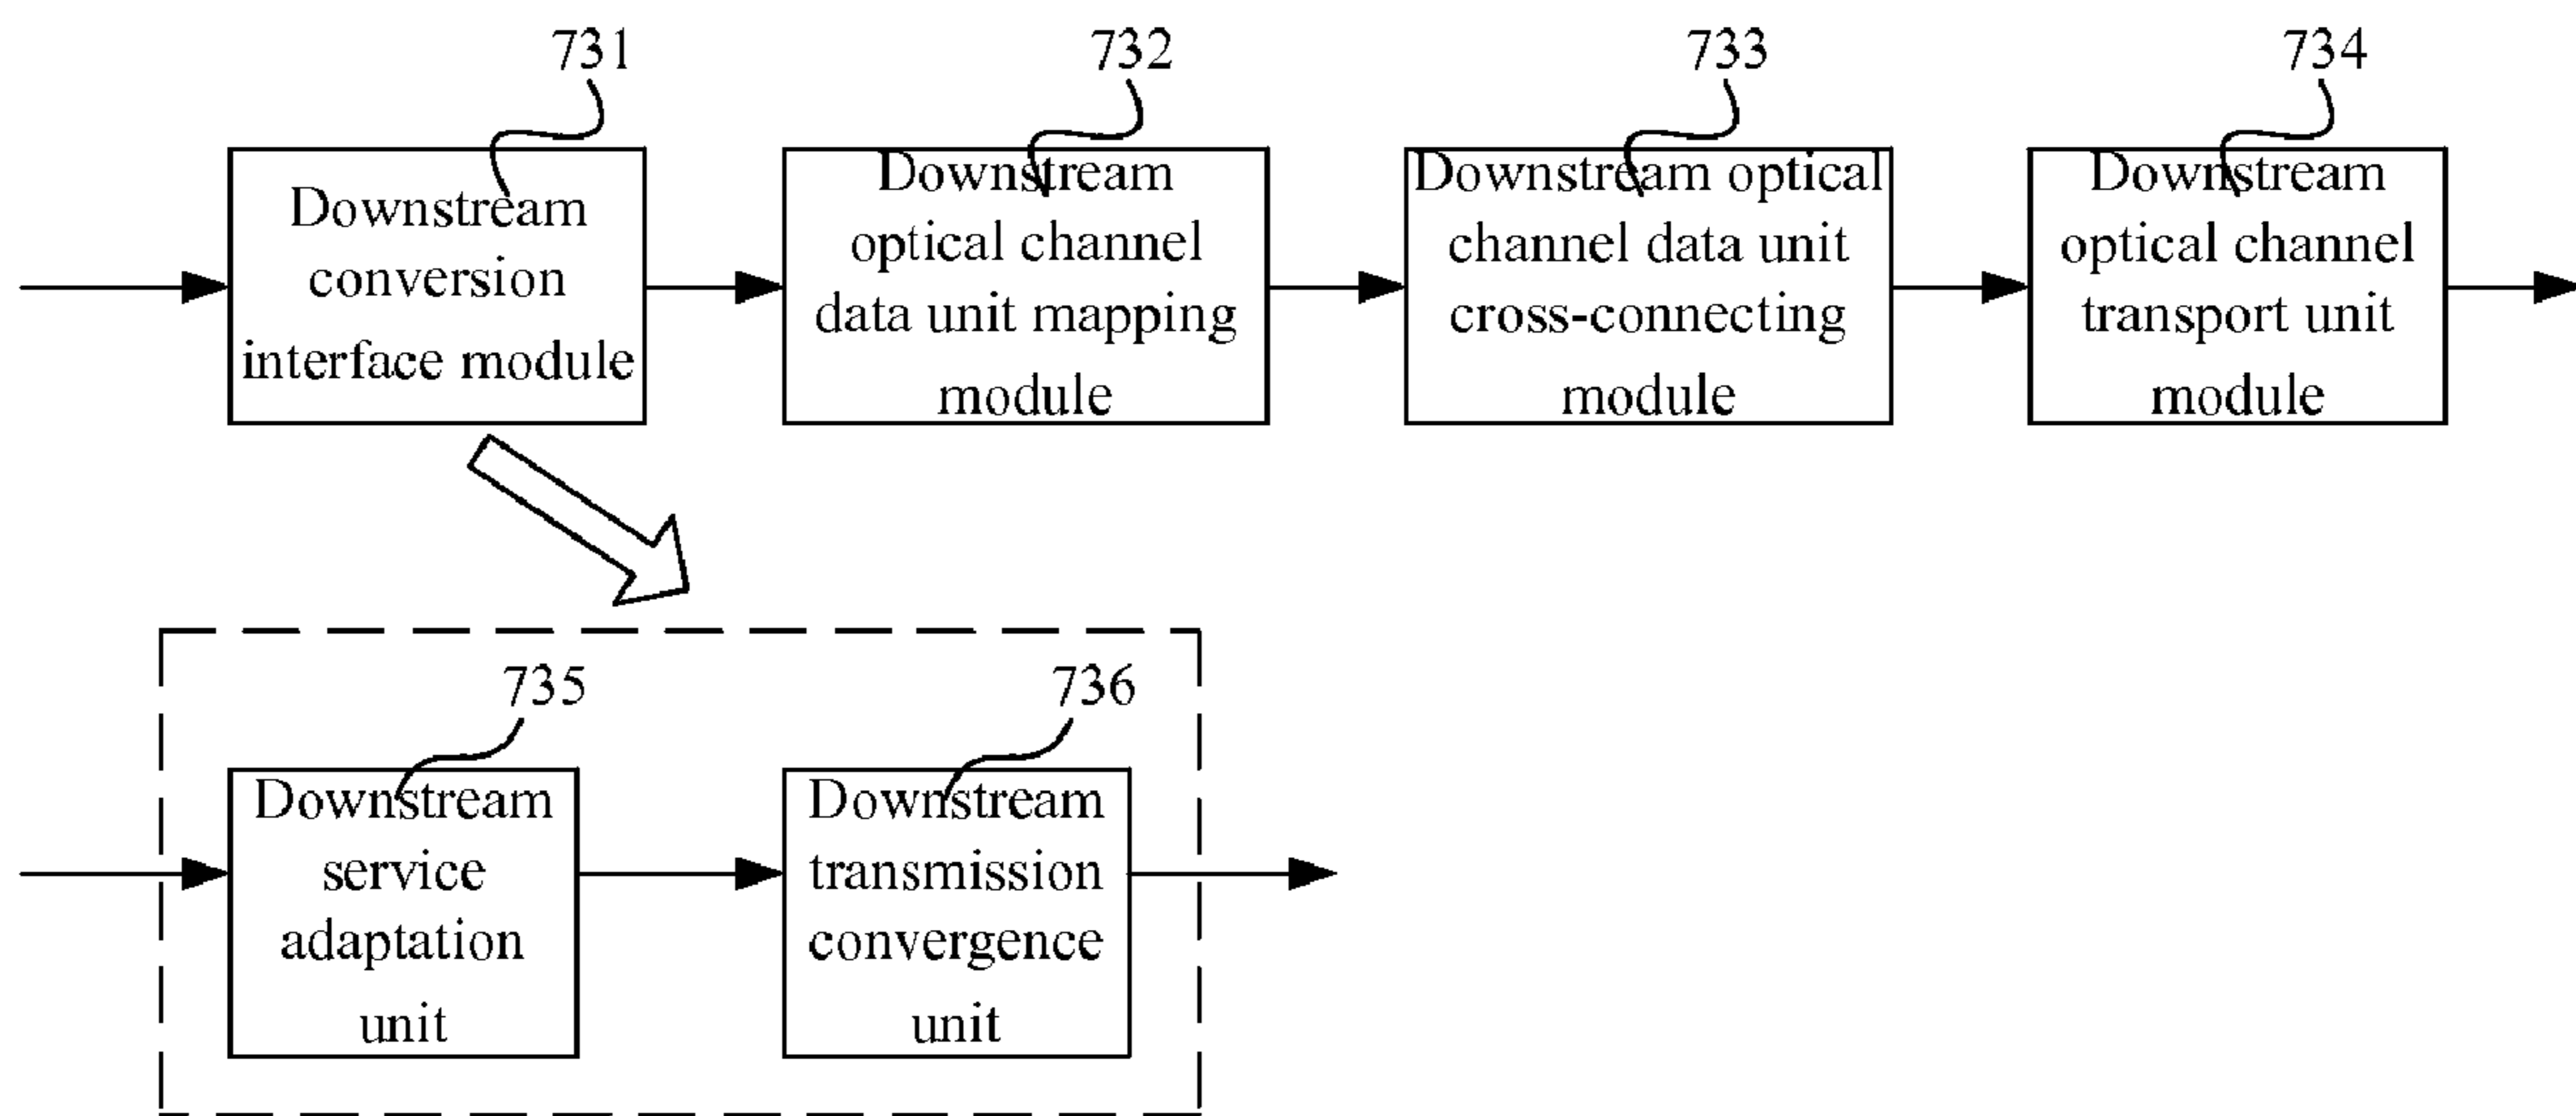 731
732
733
734
Downstream
conversion
interface module
Downstream
optical channel
data unit mapping
module
Downstream optical
channel data unit
cross-connecting
module
Downstream
optical channel
transport unit
module
735
736
Downstream
service
adaptation
unit
Downstream
transmission
convergence
unit